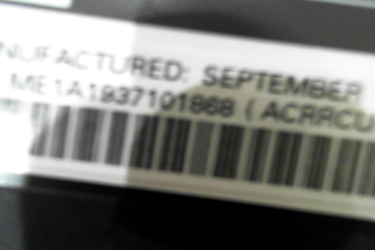 NUFACTURED: SEPTEMBER
ME1A1937101868 (ACRRCU